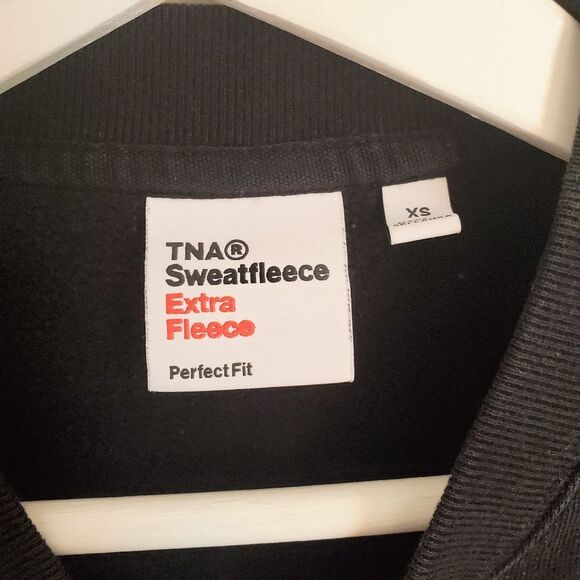 TNA®
Sweatfleece
Extra
Fleece
Perfect Fit
XS